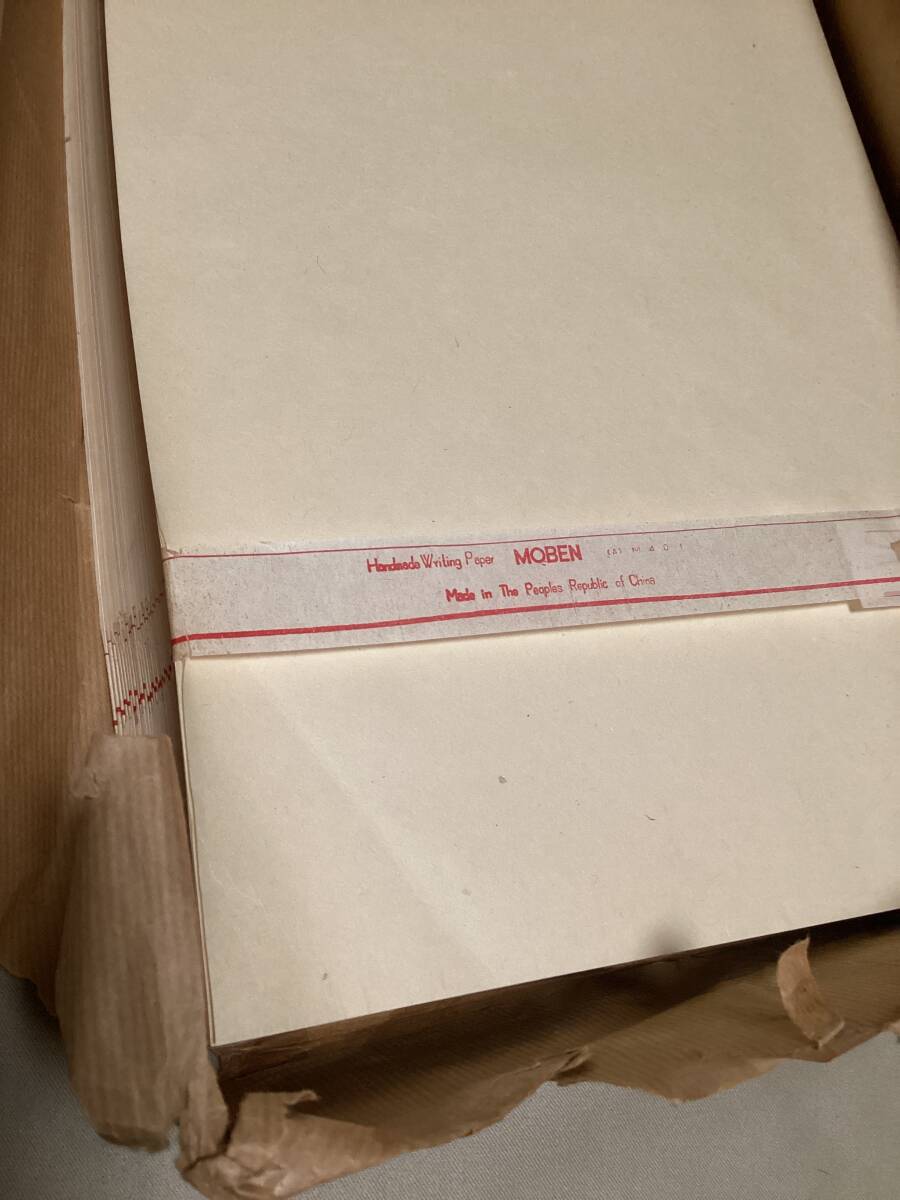 Handmade Writing Paper MOBEN
Made in The Peoples Republic of China